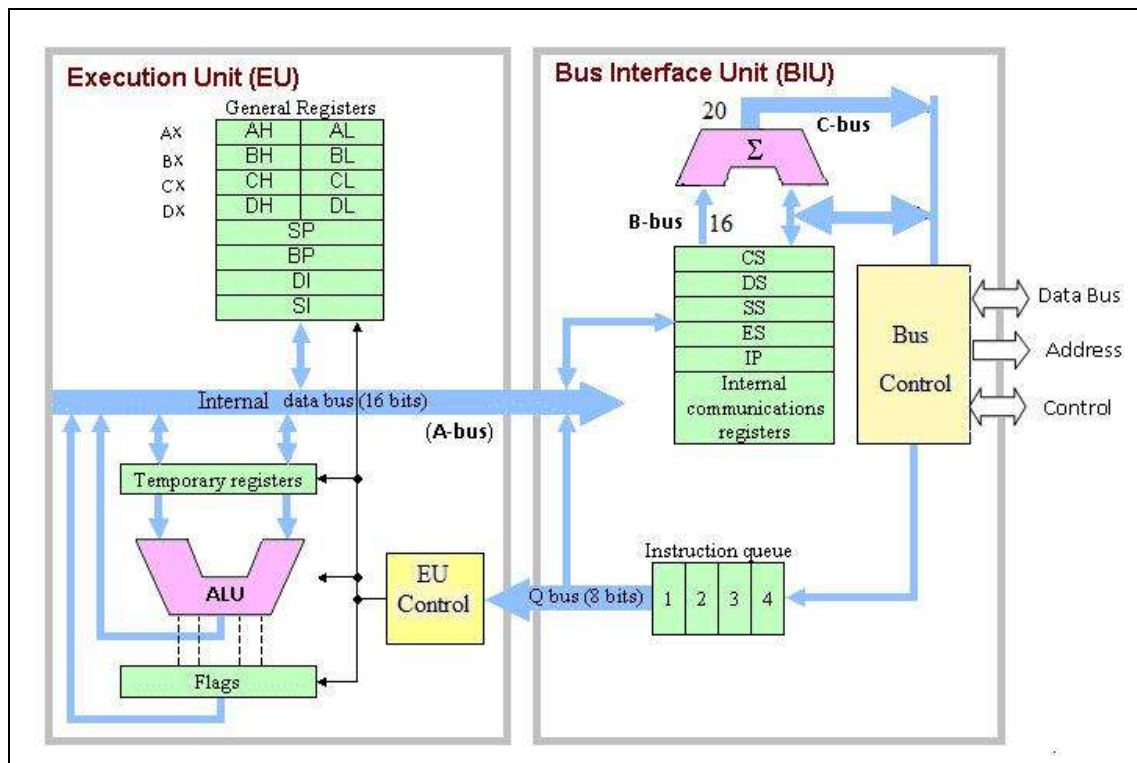 Execution Unit (EU)
General Registers
AX AH AL
BX BH BL
CX CH CL
DX DH DL
SP
BP
DI
SI
Internal data bus (16 bits)
(A-bus)
Temporary registers
ALU
EU
Control
Flags
Bus Interface Unit (BIU)
20
C-bus
Σ
B-bus 16
CS
DS
SS
ES
IP
Internal
communications
registers
Bus
Control
Data Bus
Address
Control
Instruction queue
Q bus (8 bits)
1 2 3 4